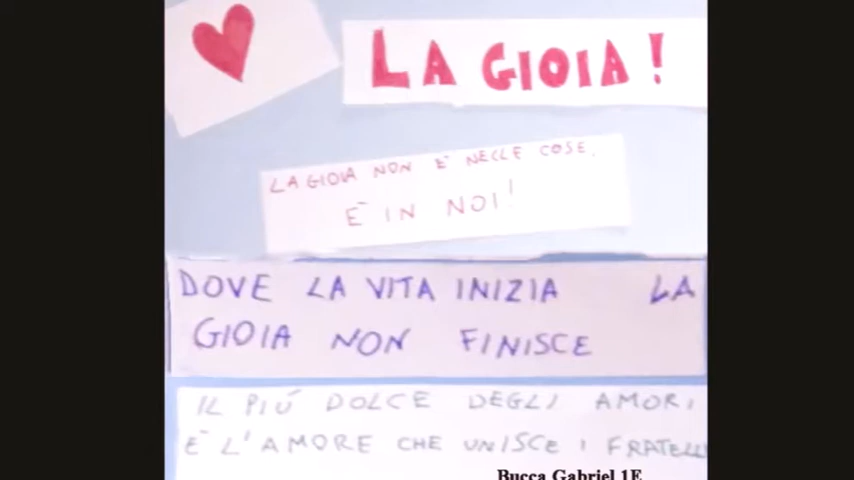 LA GIOIA!
LA GIOIA NON È NELLE COSE,
È IN NOI!
DOVE LA VITA INIZIA LA
GIOIA NON FINISCE
IL PIÚ DOLCE DEGLI AMORI
È L'AMORE CHE UNISCE I FRATELLI
Bucca Gabriel 1E